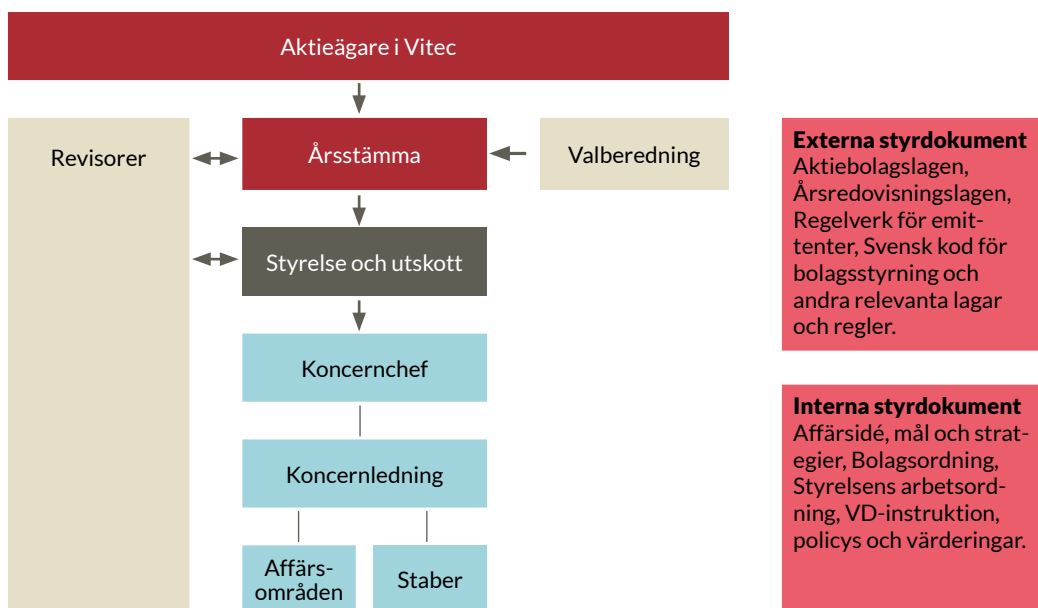 Aktieägare i Vitec
Revisorer
Årsstämma
Valberedning
Styrelse och utskott
Koncernchef
Koncernledning
Affärs-
områden
Staber
Externa styrdokument
Aktiebolagslagen,
Årsredovisningslagen,
Regelverk för emit-
tenter, Svensk kod för
bolagsstyrning och
andra relevanta lagar
och regler.
Interna styrdokument
Affärsidé, mål och strat-
egier, Bolagsordning,
Styrelsens arbetsord-
ning, VD-instruktion,
policys och värderingar.